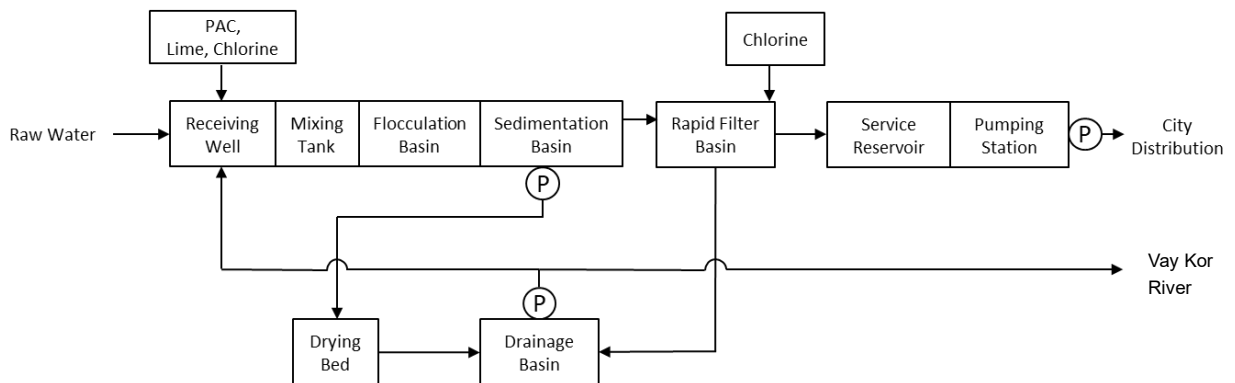 PAC,
Lime, Chlorine
Chlorine
Raw Water
Receiving
Well
Mixing
Tank
Flocculation
Basin
Sedimentation
Basin
Rapid Filter
Basin
Service
Reservoir
Pumping
Station
P
City
Distribution
P
Vay Kor
River
P
Drying
Bed
Drainage
Basin